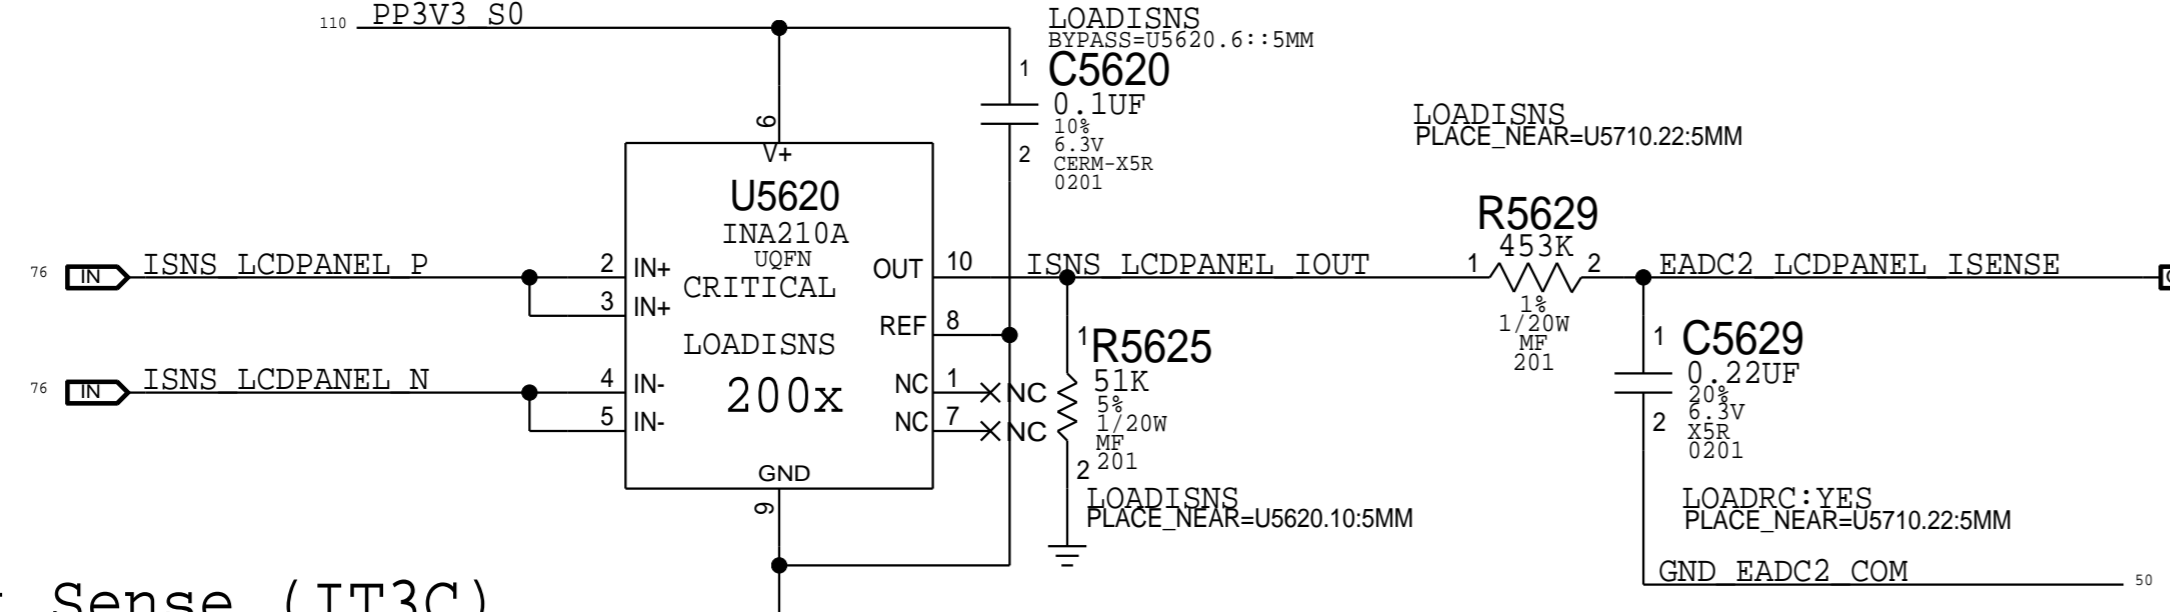 110 PP3V3_S0
LOADISNS
BYPASS=U5620.6::5MM
1 C5620
0.1UF
10%
6.3V
2 CERM-X5R
0201
LOADISNS
PLACE_NEAR=U5710.22:5MM
6
V+
U5620
INA210A
UQFN
CRITICAL
LOADISNS
200x
76 IN ISNS_LCDPANEL_P 2 IN+
3 IN+
76 IN ISNS_LCDPANEL_N 4 IN-
5 IN-
OUT 10 ISNS_LCDPANEL_IOUT
REF 8
NC 1 NC
NC 7 NC
GND
9
1 R5625
51K
5%
1/20W
MF
201
2
LOADISNS
PLACE_NEAR=U5620.10:5MM
R5629
453K
1 2
1%
1/20W
MF
201
EADC2_LCDPANEL_ISENSE
1 C5629
0.22UF
20%
6.3V
2 X5R
0201
LOADRC:YES
PLACE_NEAR=U5710.22:5MM
GND_EADC2_COM 50
Sense (IT3C)